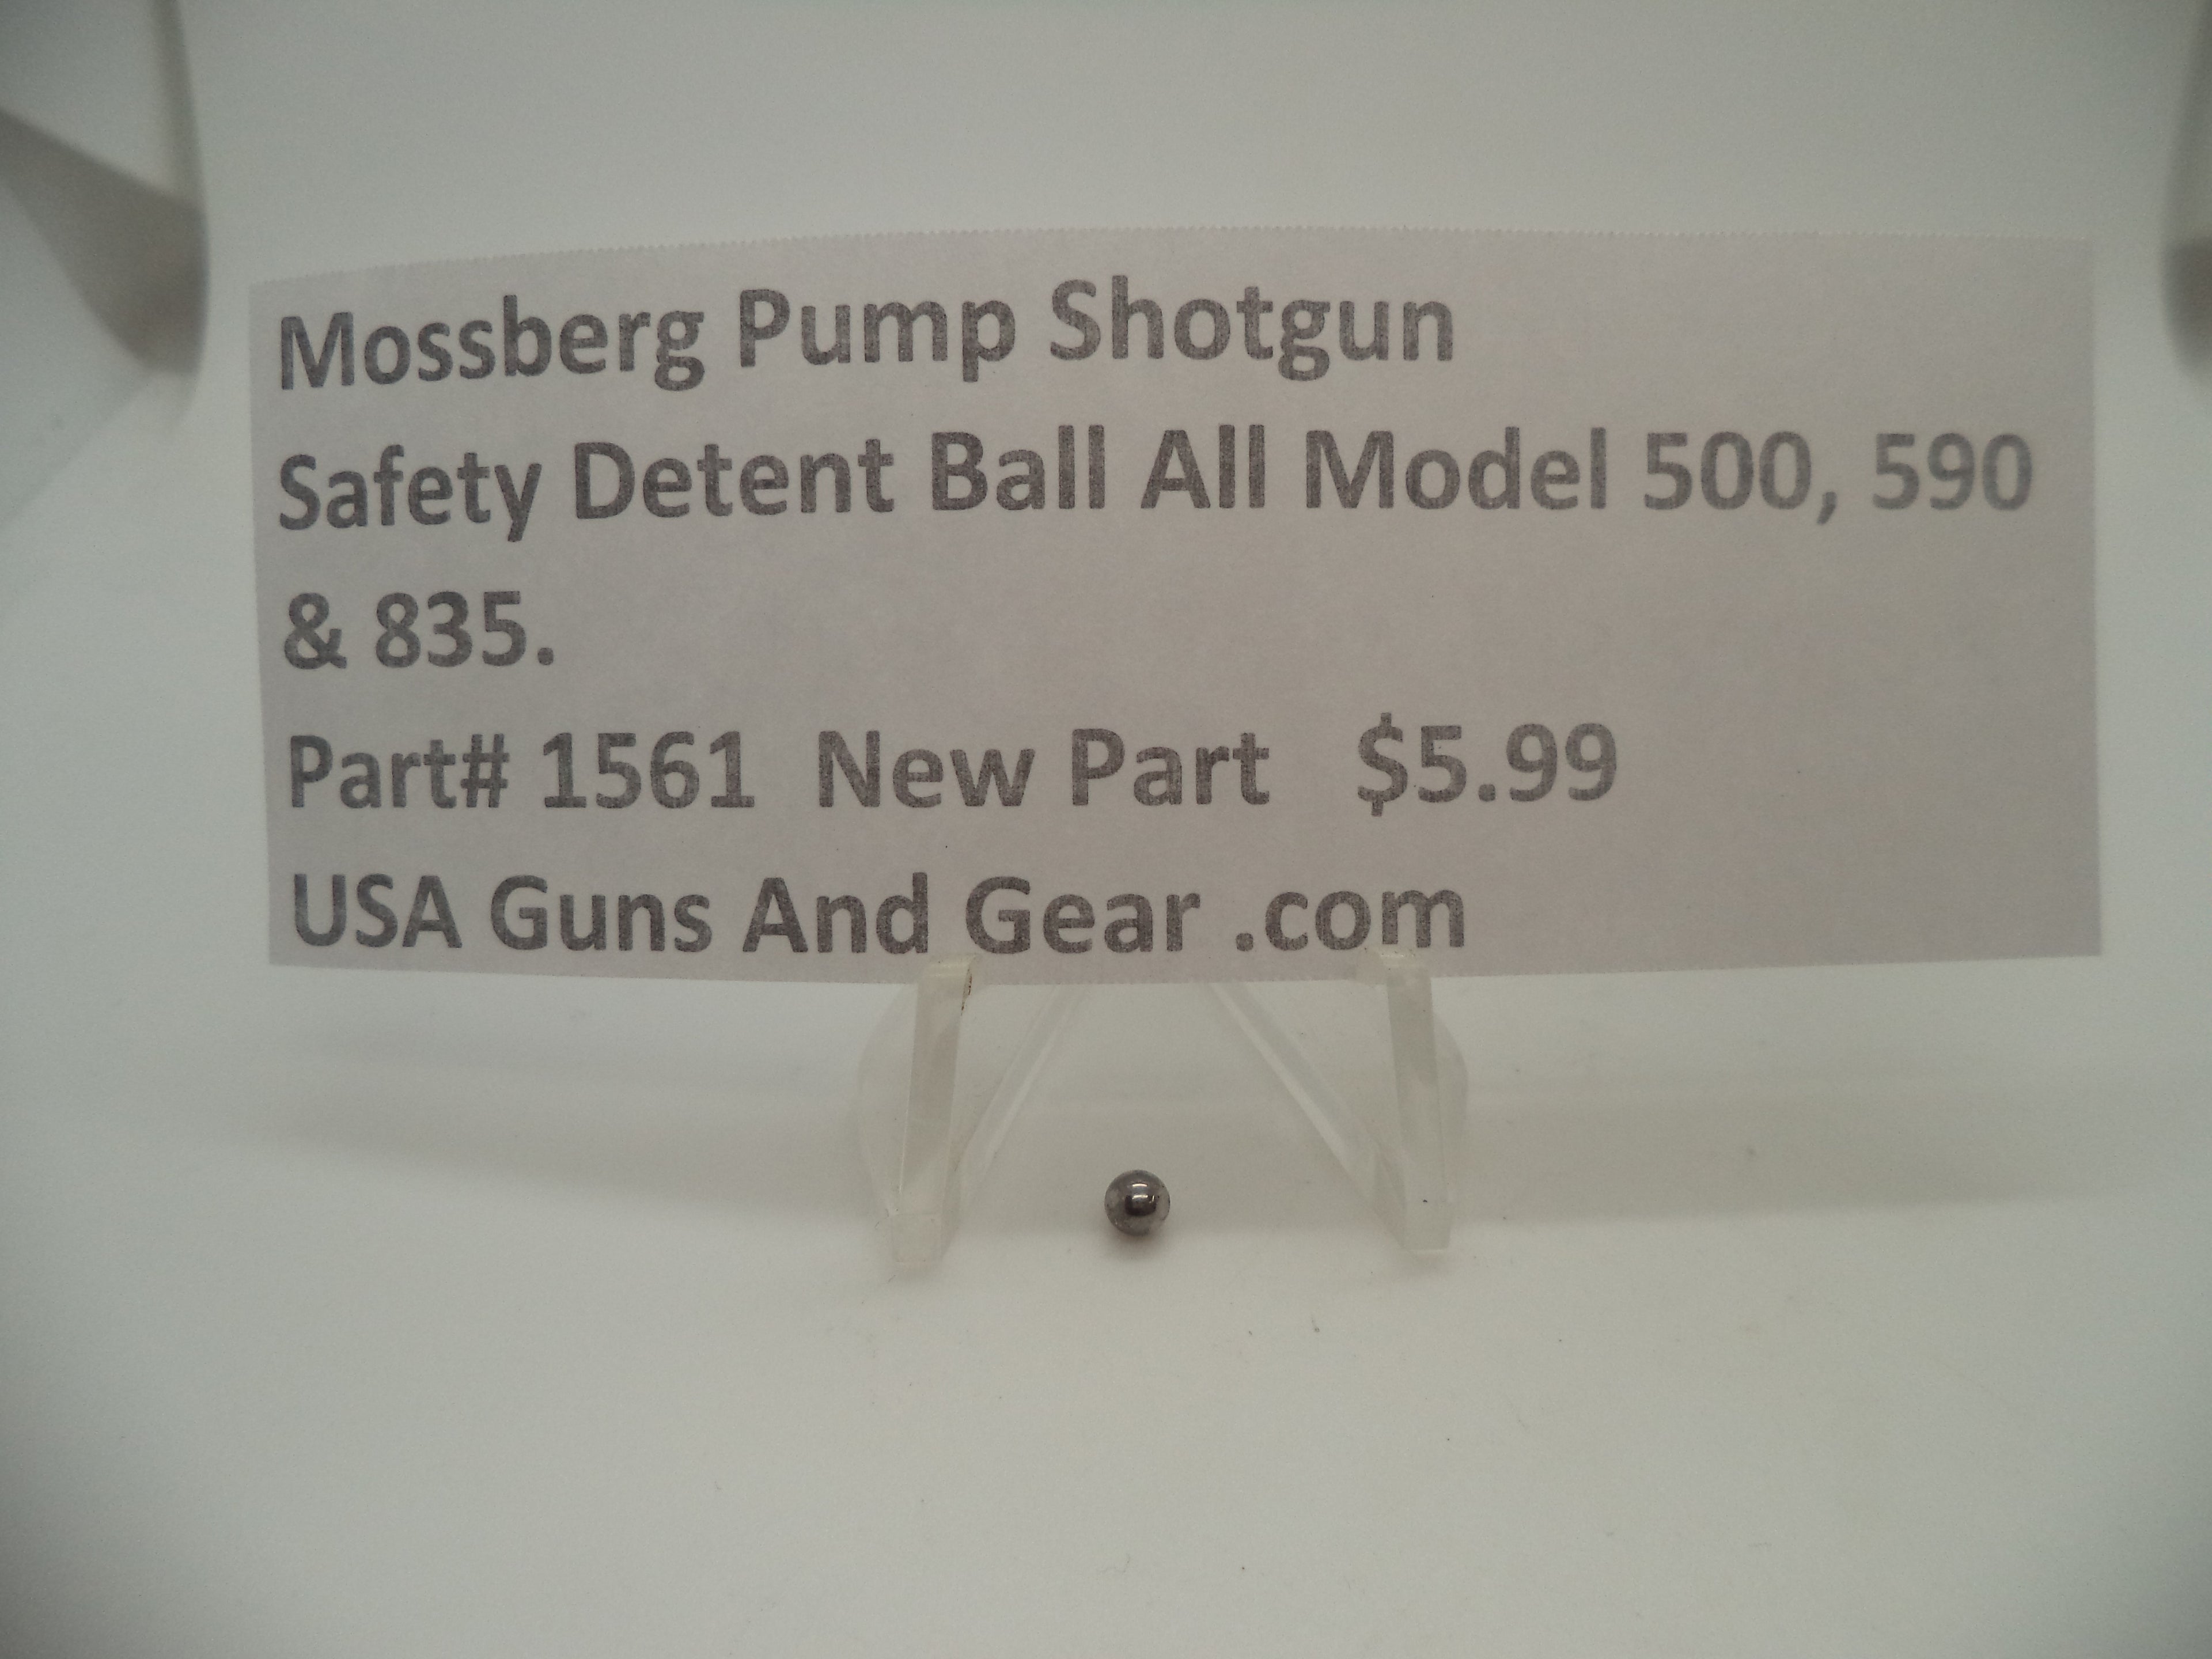 Mossberg Pump Shotgun
Safety Detent Ball All Model 500, 590
& 835.
Part# 1561 New Part $5.99
USA Guns And Gear .com